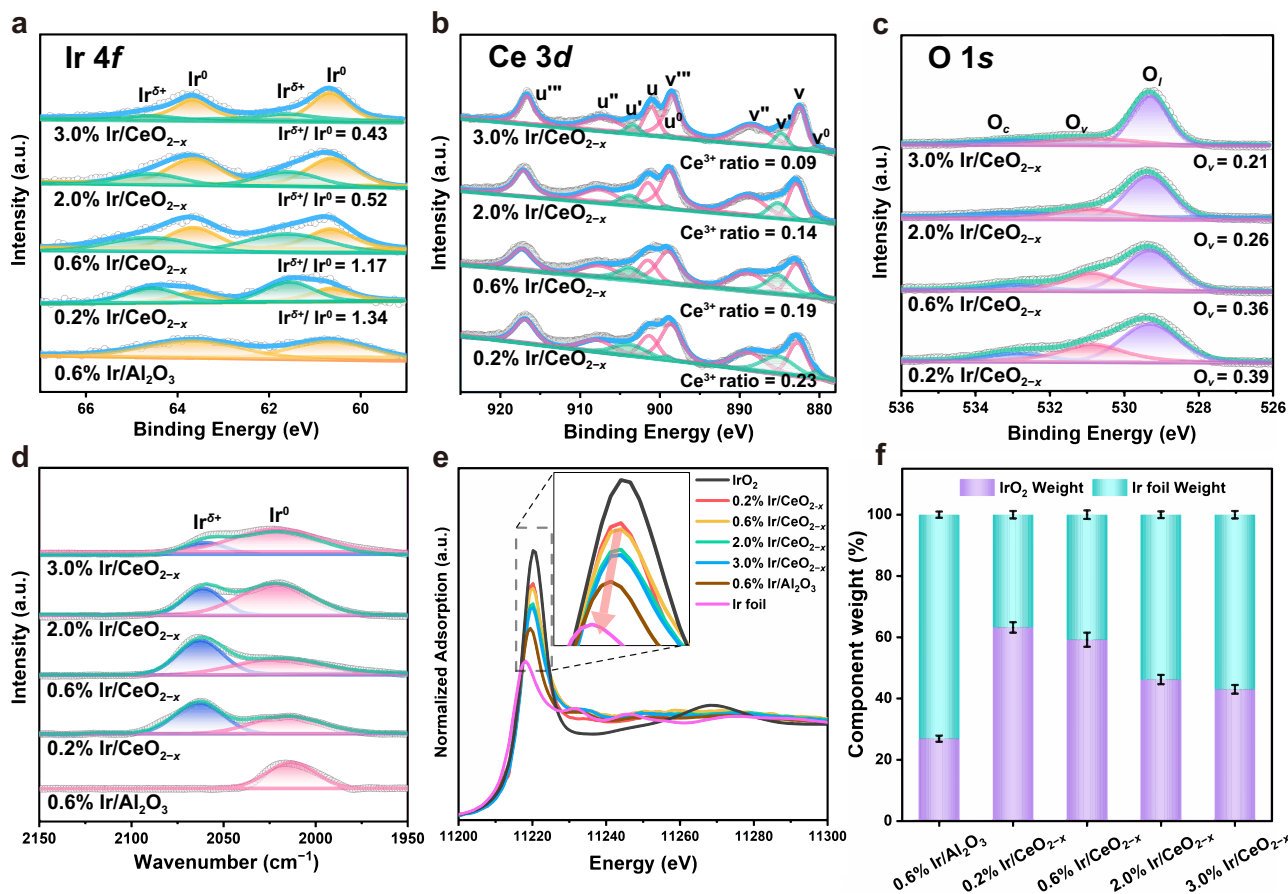 a
Ir 4f
Irδ+ Ir0 Irδ+ Ir0
3.0% Ir/CeO2−x
Irδ+/ Ir0 = 0.43
2.0% Ir/CeO2−x
Irδ+/ Ir0 = 0.52
0.6% Ir/CeO2−x
Irδ+/ Ir0 = 1.17
0.2% Ir/CeO2−x
Irδ+/ Ir0 = 1.34
0.6% Ir/Al2O3
66 64 62 60
Binding Energy (eV)
Intensity (a.u.)
b
Ce 3d
u''' u'' u' u u0 v''' v'' v' v v0
3.0% Ir/CeO2−x
Ce3+ ratio = 0.09
2.0% Ir/CeO2−x
Ce3+ ratio = 0.14
0.6% Ir/CeO2−x
Ce3+ ratio = 0.19
0.2% Ir/CeO2−x
Ce3+ ratio = 0.23
920 910 900 890 880
Binding Energy (eV)
Intensity (a.u.)
c
O 1s
Oc Ov Ol
3.0% Ir/CeO2−x
Ov = 0.21
2.0% Ir/CeO2−x
Ov = 0.26
0.6% Ir/CeO2−x
Ov = 0.36
0.2% Ir/CeO2−x
Ov = 0.39
536 534 532 530 528 526
Binding Energy (eV)
Intensity (a.u.)
d
Irδ+ Ir0
3.0% Ir/CeO2−x
2.0% Ir/CeO2−x
0.6% Ir/CeO2−x
0.2% Ir/CeO2−x
0.6% Ir/Al2O3
2150 2100 2050 2000 1950
Wavenumber (cm−1)
Intensity (a.u.)
e
IrO2
0.2% Ir/CeO2-x
0.6% Ir/CeO2−x
2.0% Ir/CeO2−x
3.0% Ir/CeO2−x
0.6% Ir/Al2O3
Ir foil
11200 11220 11240 11260 11280 11300
Energy (eV)
Normalized Adsorption (a.u.)
f
IrO2 Weight Ir foil Weight
100
80
60
40
20
0
Component weight (%)
0.6% Ir/Al2O3
0.2% Ir/CeO2−x
0.6% Ir/CeO2−x
2.0% Ir/CeO2−x
3.0% Ir/CeO2−x